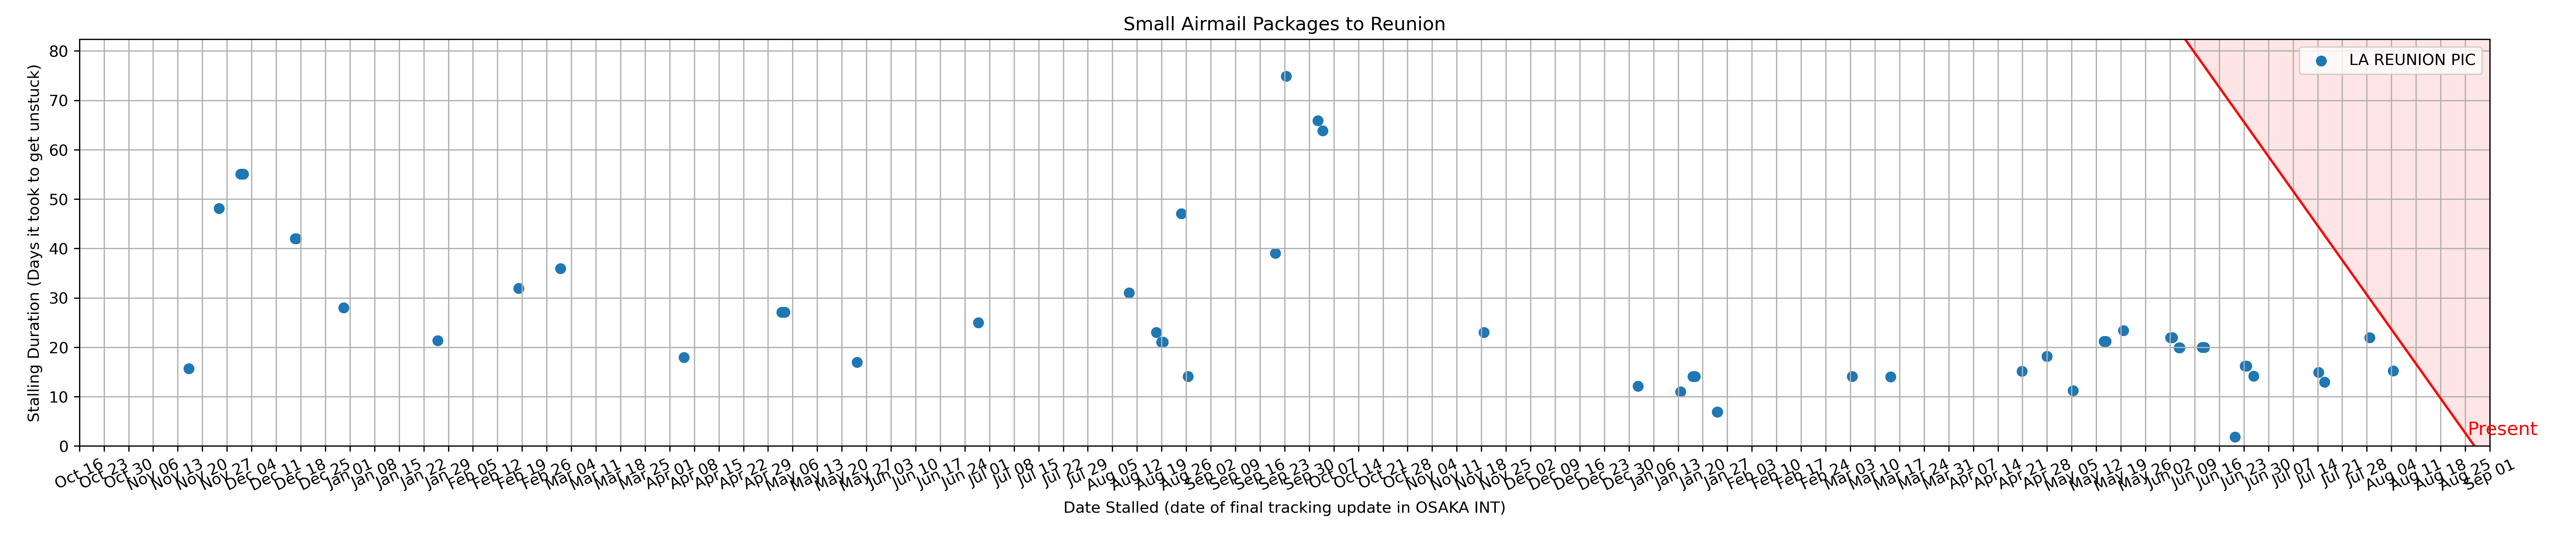 Small Airmail Packages to Reunion
LA REUNION PIC
Stalling Duration (Days it took to get unstuck)
80
70
60
50
40
30
20
10
0
Present
Oct 16
Oct 23
Oct 30
Nov 06
Nov 13
Nov 20
Nov 27
Dec 04
Dec 11
Dec 18
Dec 25
Jan 01
Jan 08
Jan 15
Jan 22
Jan 29
Feb 05
Feb 12
Feb 19
Feb 26
Mar 04
Mar 11
Mar 18
Mar 25
Apr 01
Apr 08
Apr 15
Apr 22
Apr 29
May 06
May 13
May 20
May 27
Jun 03
Jun 10
Jun 17
Jun 24
Jul 01
Jul 08
Jul 15
Jul 22
Jul 29
Aug 05
Aug 12
Aug 19
Aug 26
Sep 02
Sep 09
Sep 16
Sep 23
Sep 30
Oct 07
Oct 14
Oct 21
Oct 28
Nov 04
Nov 11
Nov 18
Nov 25
Dec 02
Dec 09
Dec 16
Dec 23
Dec 30
Jan 06
Jan 13
Jan 20
Jan 27
Feb 03
Feb 10
Feb 17
Feb 24
Mar 03
Mar 10
Mar 17
Mar 24
Mar 31
Apr 07
Apr 14
Apr 21
Apr 28
May 05
May 12
May 19
May 26
Jun 02
Jun 09
Jun 16
Jun 23
Jun 30
Jul 07
Jul 14
Jul 21
Jul 28
Aug 04
Aug 11
Aug 18
Aug 25
Sep 01
Date Stalled (date of final tracking update in OSAKA INT)